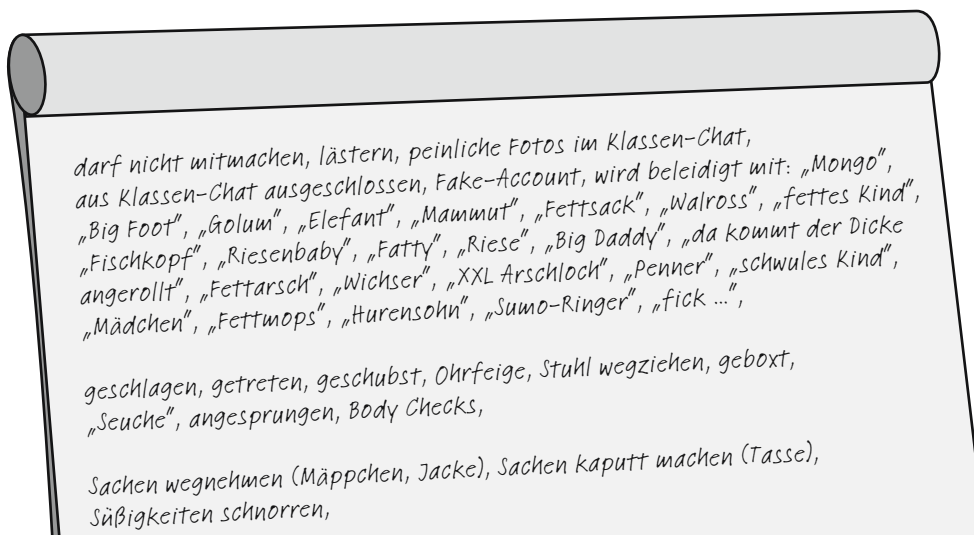 darf nicht mitmachen, lästern, peinliche Fotos im Klassen-Chat,
aus Klassen-Chat ausgeschlossen, Fake-Account, wird beleidigt mit: „Mongo“,
„Big Foot“, „Golum“, „Elefant“, „Mammut“, „Fettsack“, „Walross“, „fettes Kind“,
„Fischkopf“, „Riesenbaby“, „Fatty“, „Riese“, „Big Daddy“, „da kommt der Dicke
angerollt“, „Fettarsch“, „Wichser“, „XXL Arschloch“, „Penner“, „schwules Kind“,
„Mädchen“, „Fettmops“, „Hurensohn“, „Sumo-Ringer“, „fick ...“,
geschlagen, getreten, geschubst, Ohrfeige, Stuhl wegziehen, geboxt,
„Seuche“, angesprungen, Body Checks,
Sachen wegnehmen (Mäppchen, Jacke), Sachen kaputt machen (Tasse),
Süßigkeiten schnorren,